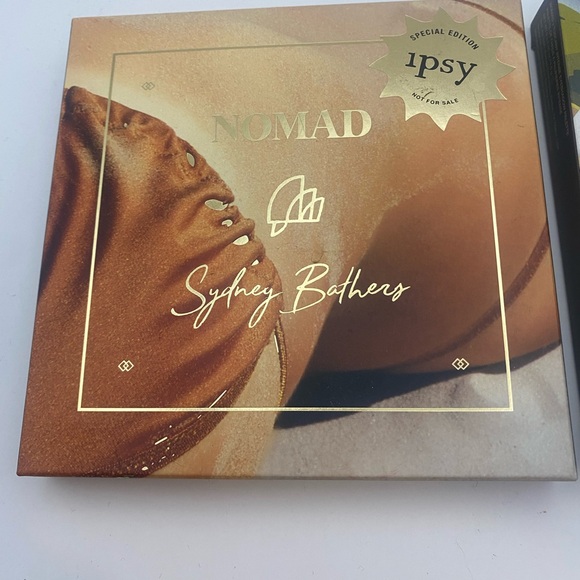 SPECIAL EDITION
ipsy
NOT FOR SALE
NOMAD
Sydney Bathers